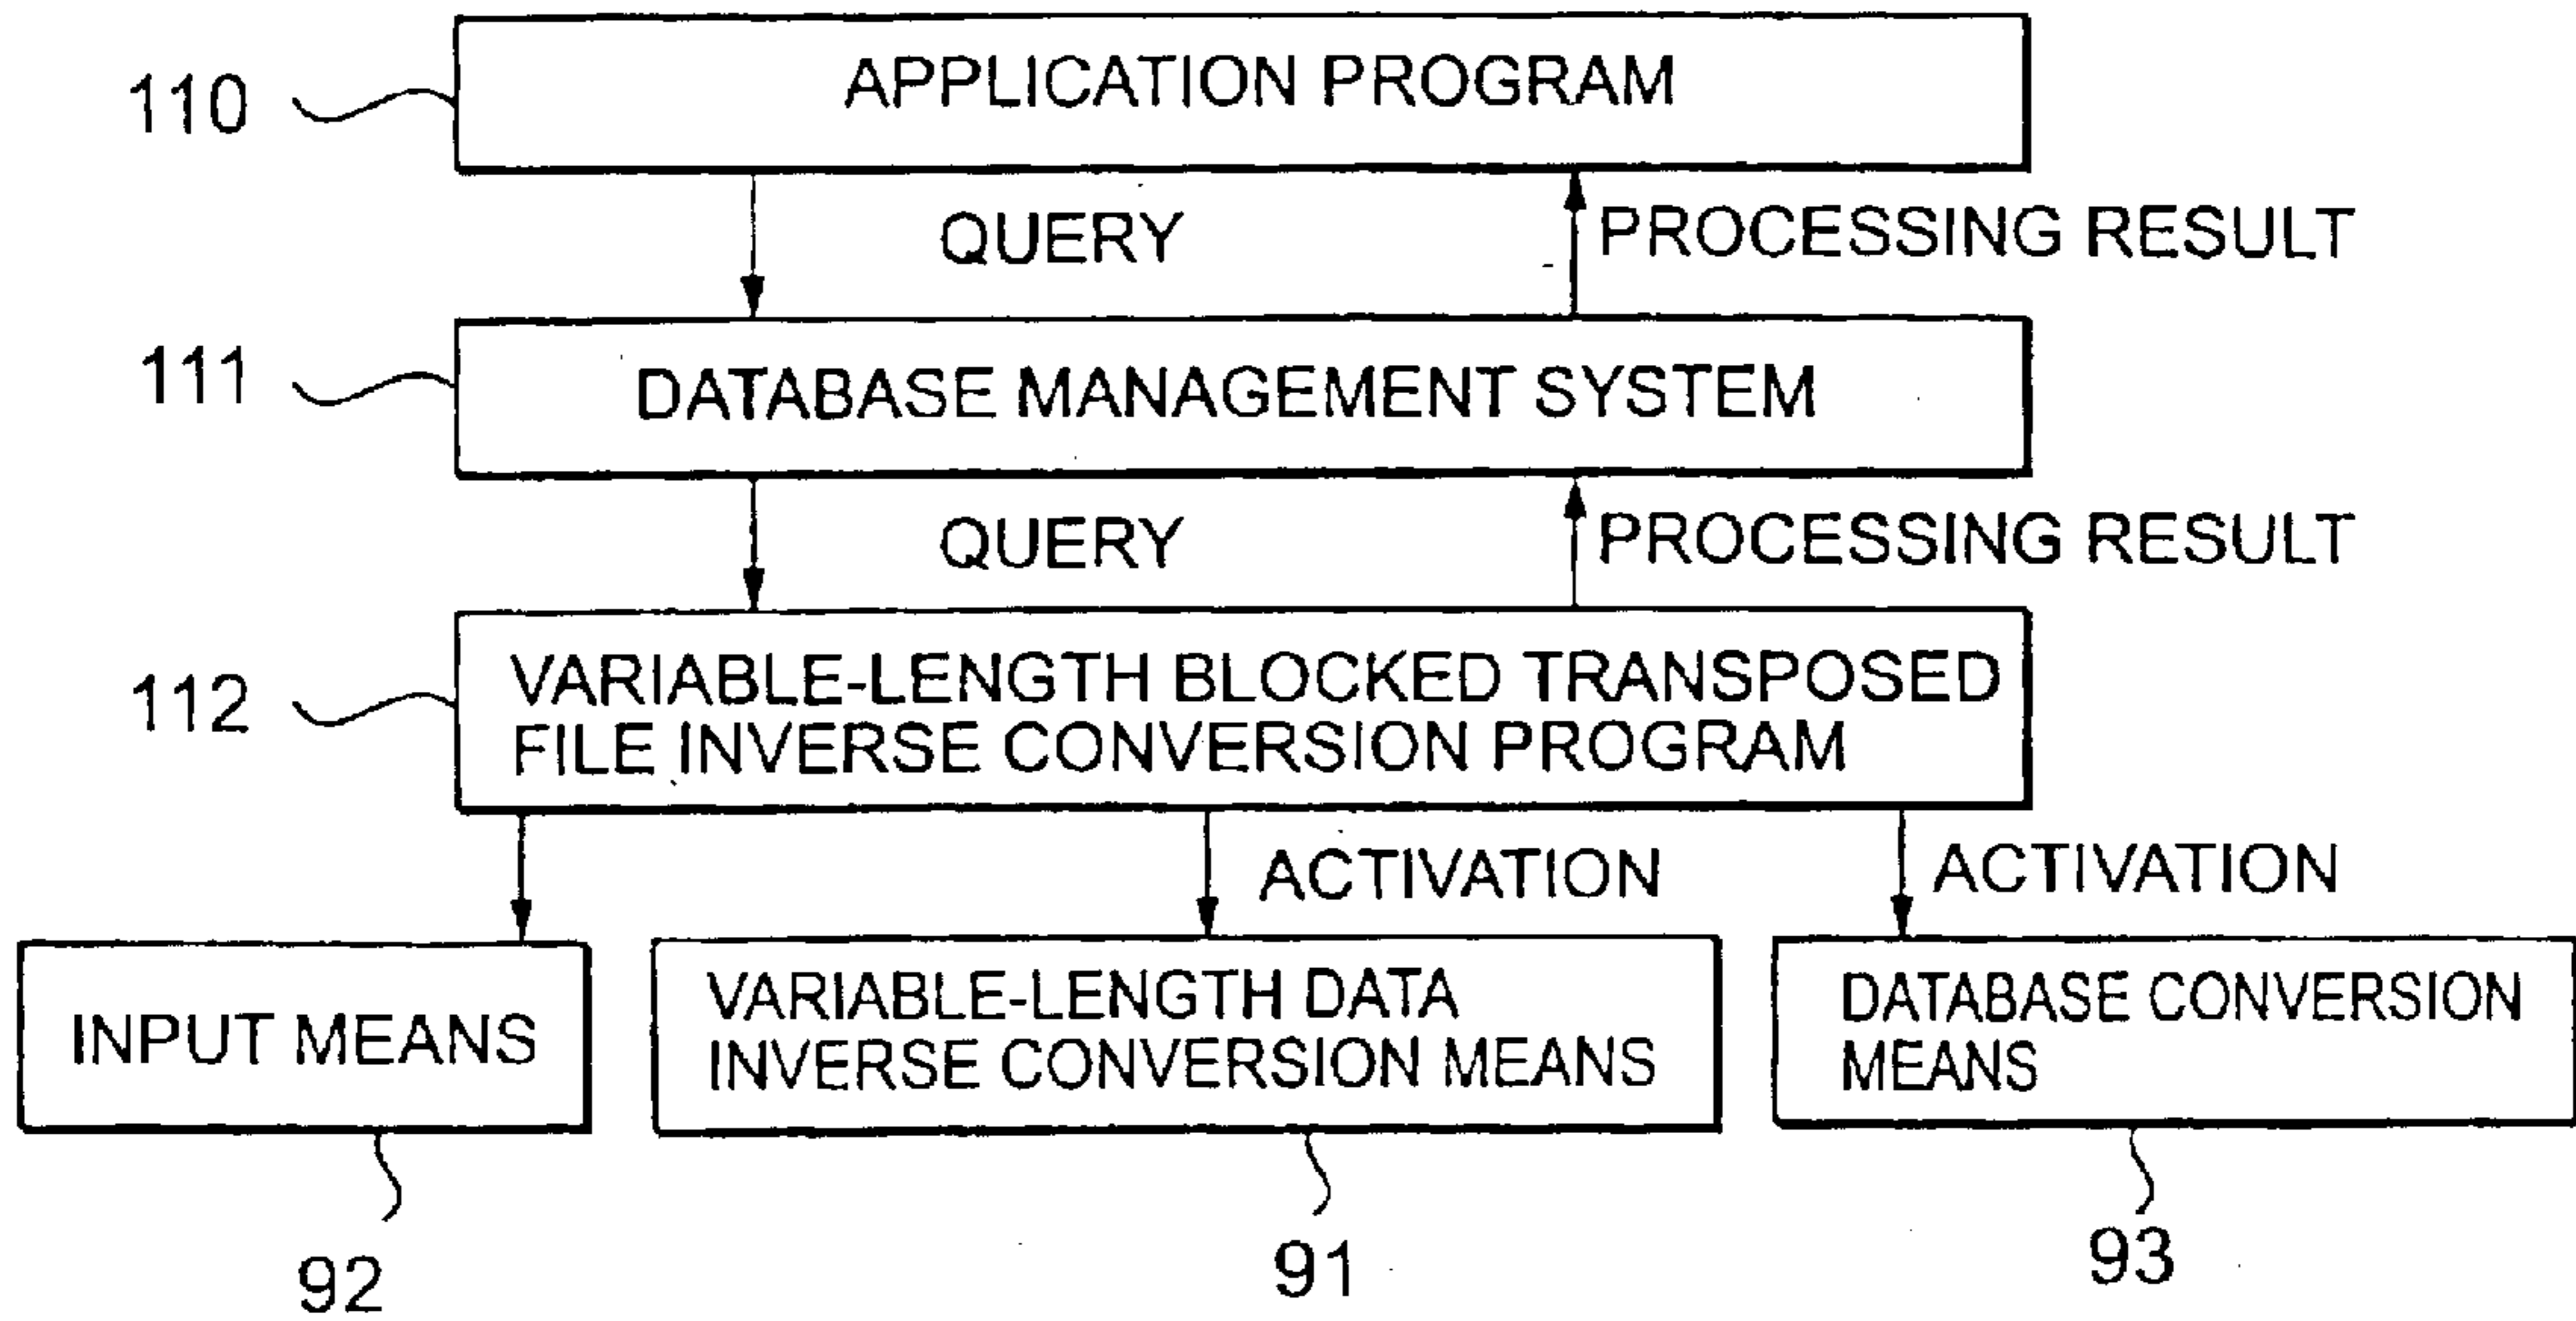 APPLICATION PROGRAM
110
QUERY
PROCESSING RESULT
DATABASE MANAGEMENT SYSTEM
111
QUERY
PROCESSING RESULT
VARIABLE-LENGTH BLOCKED TRANSPOSED
FILE INVERSE CONVERSION PROGRAM
112
ACTIVATION
ACTIVATION
INPUT MEANS
VARIABLE-LENGTH DATA
INVERSE CONVERSION MEANS
DATABASE CONVERSION
MEANS
92
91
93